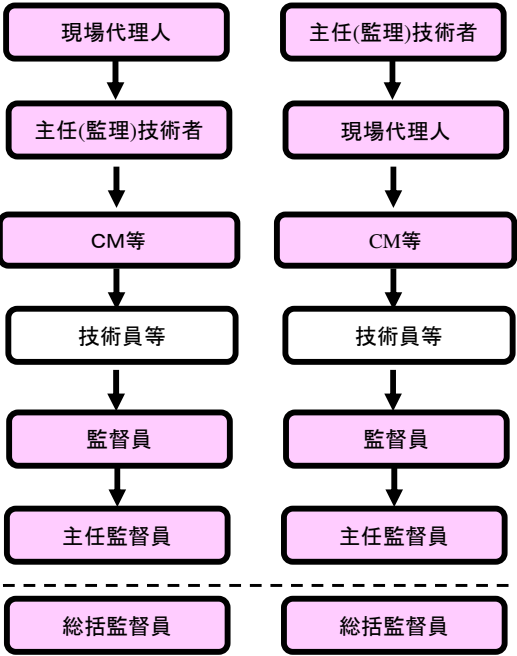 現場代理人
主任(監理)技術者
CM等
技術員等
監督員
主任監督員
総括監督員
主任(監理)技術者
現場代理人
CM等
技術員等
監督員
主任監督員
総括監督員